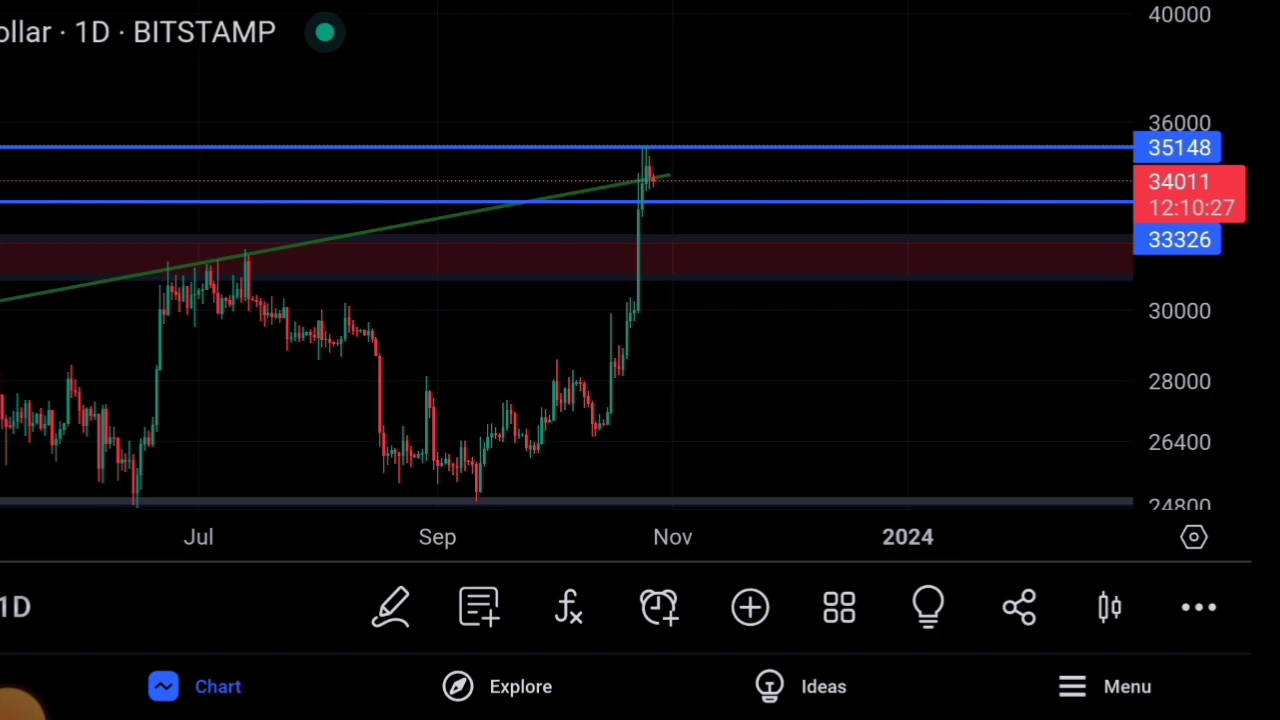 ollar · 1D · BITSTAMP
40000
36000
35148
34011
12:10:27
33326
30000
28000
26400
24800
Jul Sep Nov 2024
1D
Chart Explore Ideas Menu